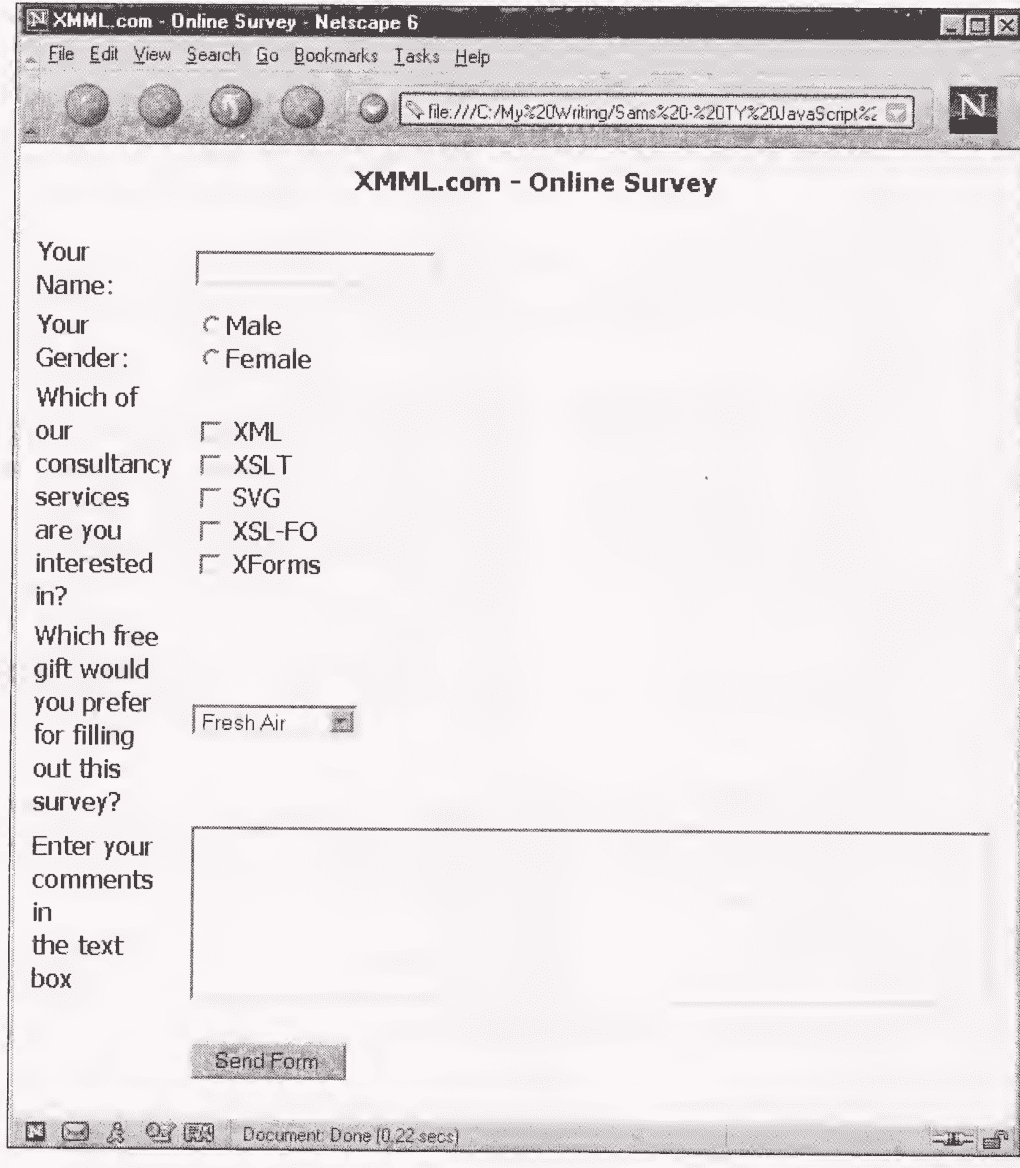 N XMML.com - Online Survey - Netscape 6
File Edit View Search Go Bookmarks Tasks Help
file:///C:/My%20Writing/Sams%20-%20TY%20JavaScript%2 N
XMML.com - Online Survey
Your
Name:
Your
Gender:
Male
Female
Which of
our
consultancy
services
are you
interested
in?
XML
XSLT
SVG
XSL-FO
XForms
Which free
gift would
you prefer
for filling
out this
survey?
Fresh Air
Enter your
comments
in
the text
box
Send Form
N Document: Done (0.22 secs)